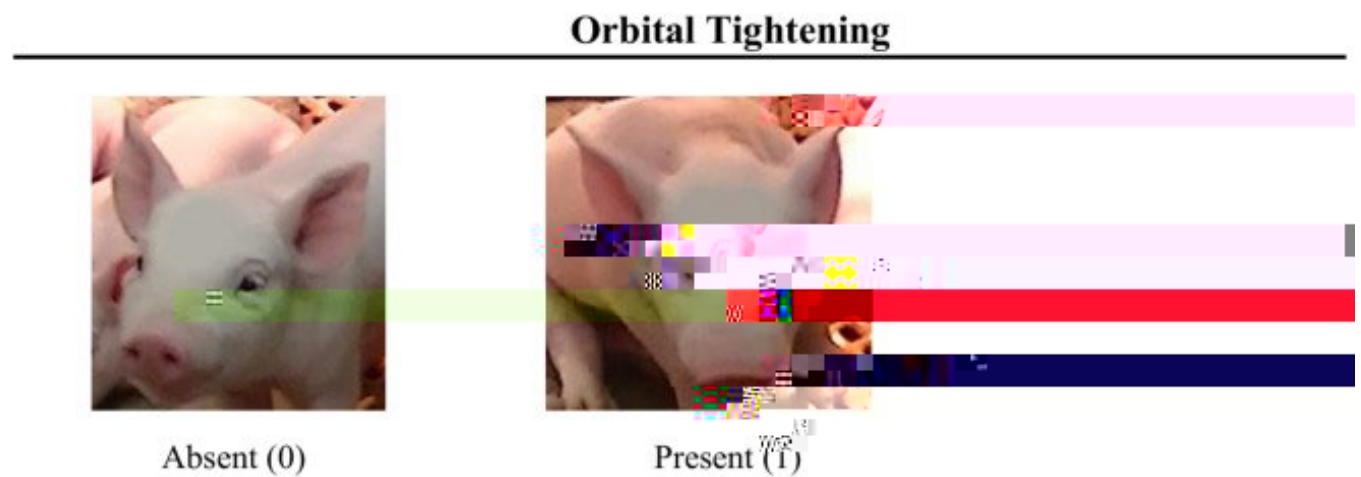 Orbital Tightening
Absent (0)
Present (1)